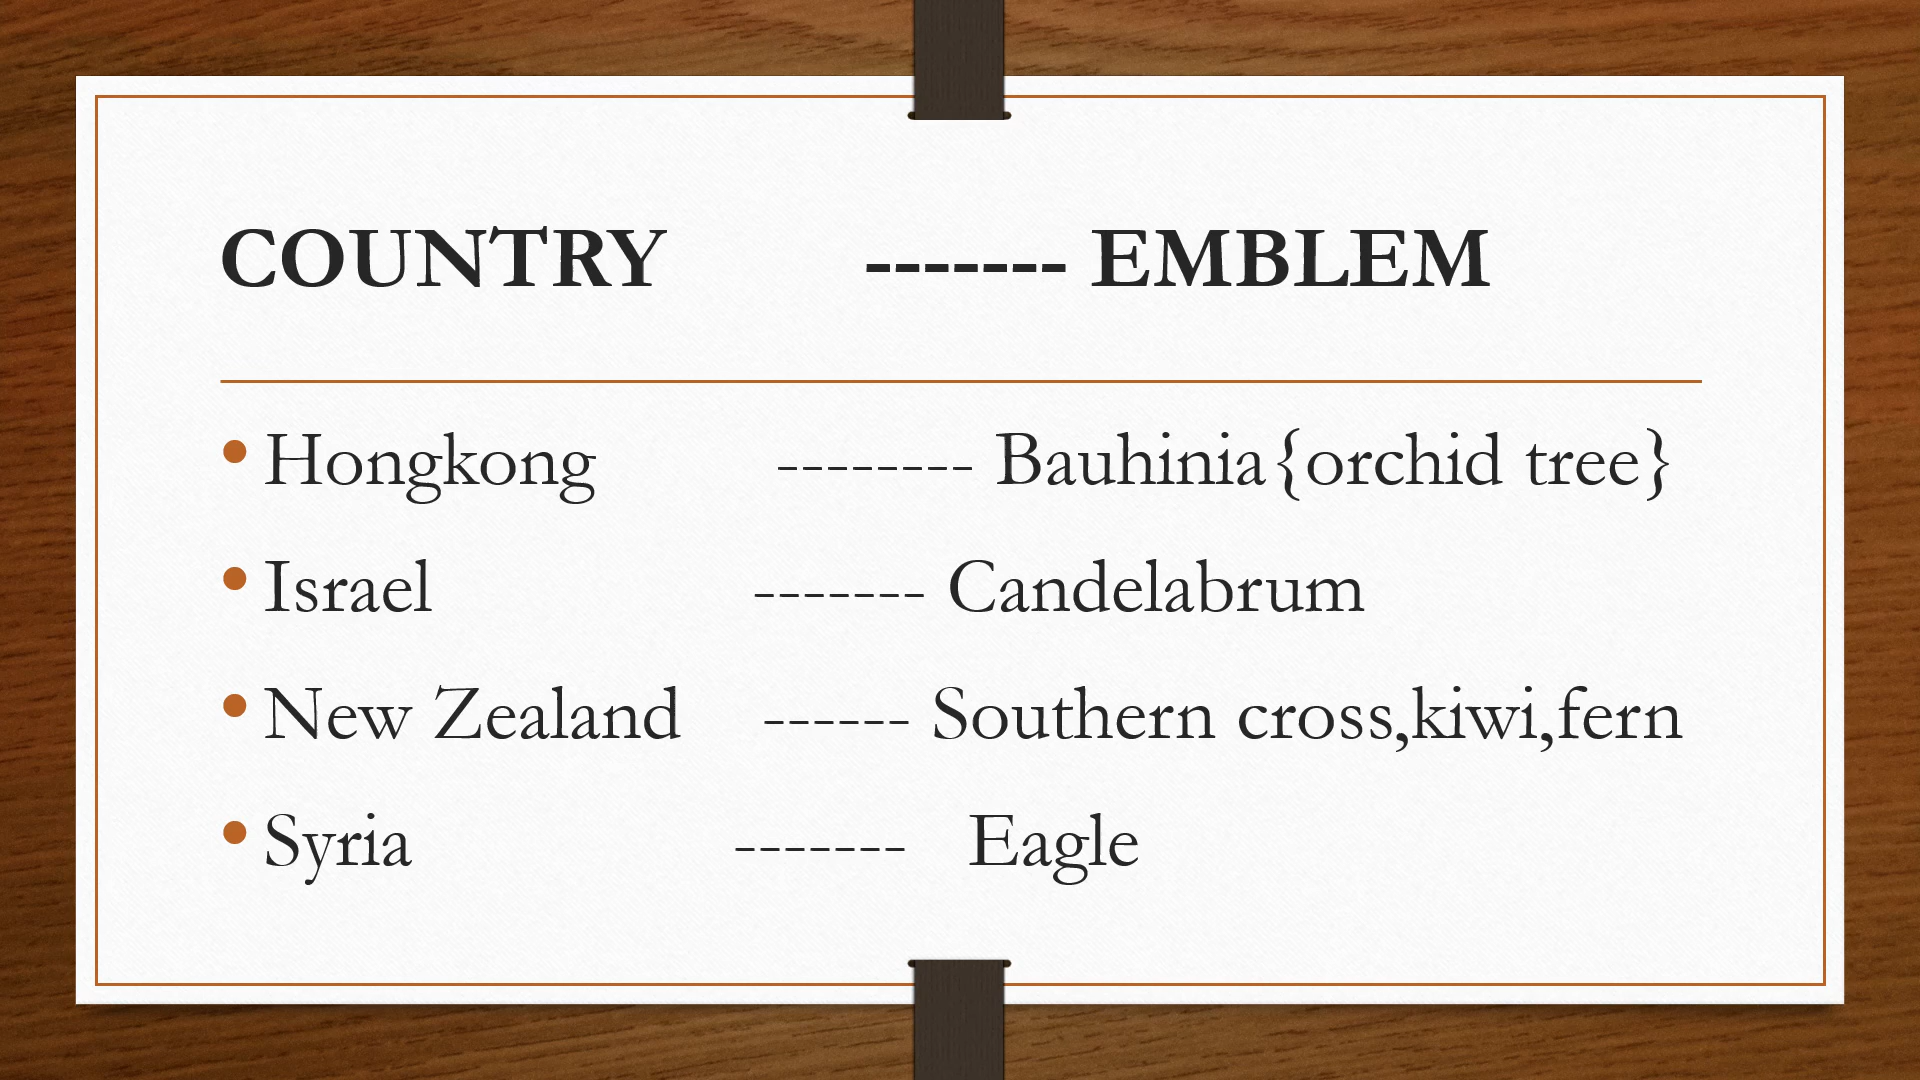 COUNTRY ------- EMBLEM
• Hongkong -------- Bauhinia{orchid tree}
• Israel ------- Candelabrum
• New Zealand ------ Southern cross,kiwi,fern
• Syria ------- Eagle